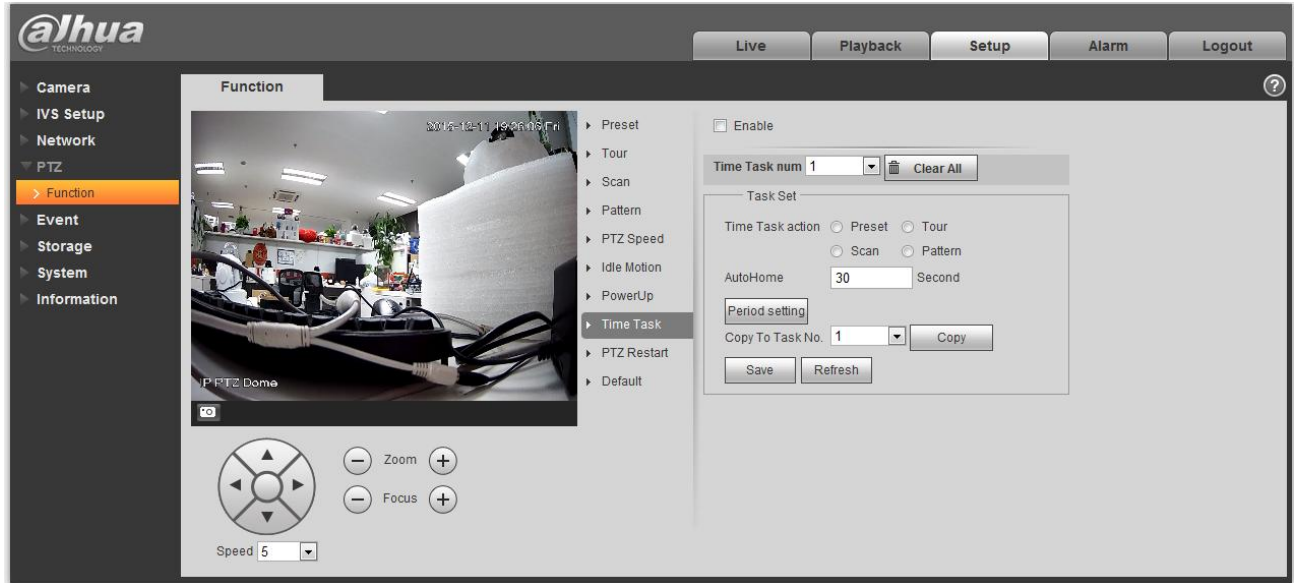 alhua
TECHNOLOGY
Live Playback Setup Alarm Logout
Camera
IVS Setup
Network
PTZ
Function
Event
Storage
System
Information
Function
Fri
IP PTZ Dome
Zoom
Focus
Speed 5
Preset
Tour
Scan
Pattern
PTZ Speed
Idle Motion
PowerUp
Time Task
PTZ Restart
Default
Enable
Time Task num 1 Clear All
Task Set
Time Task action Preset Tour
Scan Pattern
AutoHome 30 Second
Period setting
Copy To Task No. 1 Copy
Save Refresh